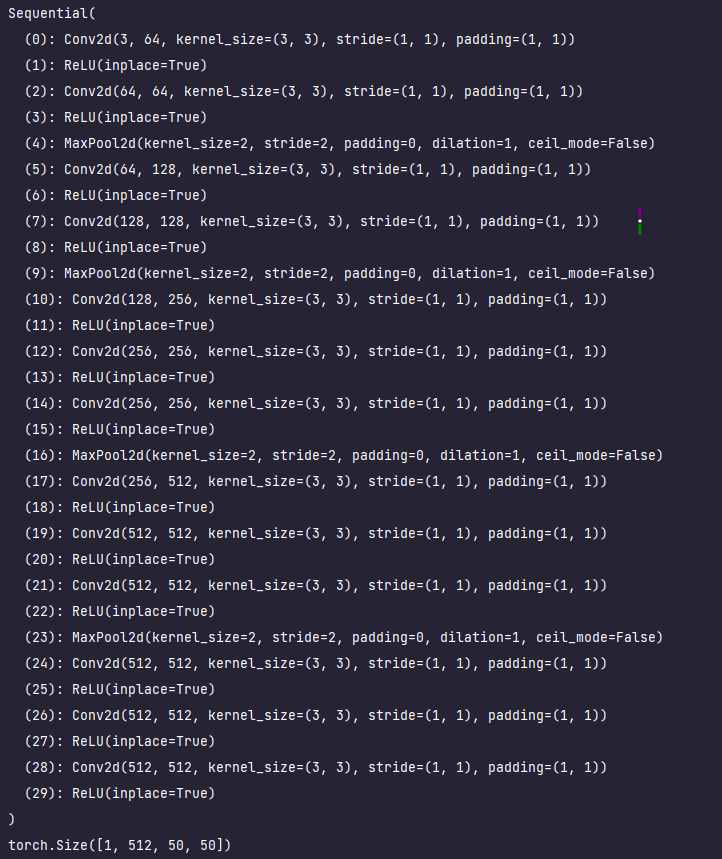 Sequential(
  (0): Conv2d(3, 64, kernel_size=(3, 3), stride=(1, 1), padding=(1, 1))
  (1): ReLU(inplace=True)
  (2): Conv2d(64, 64, kernel_size=(3, 3), stride=(1, 1), padding=(1, 1))
  (3): ReLU(inplace=True)
  (4): MaxPool2d(kernel_size=2, stride=2, padding=0, dilation=1, ceil_mode=False)
  (5): Conv2d(64, 128, kernel_size=(3, 3), stride=(1, 1), padding=(1, 1))
  (6): ReLU(inplace=True)
  (7): Conv2d(128, 128, kernel_size=(3, 3), stride=(1, 1), padding=(1, 1))
  (8): ReLU(inplace=True)
  (9): MaxPool2d(kernel_size=2, stride=2, padding=0, dilation=1, ceil_mode=False)
  (10): Conv2d(128, 256, kernel_size=(3, 3), stride=(1, 1), padding=(1, 1))
  (11): ReLU(inplace=True)
  (12): Conv2d(256, 256, kernel_size=(3, 3), stride=(1, 1), padding=(1, 1))
  (13): ReLU(inplace=True)
  (14): Conv2d(256, 256, kernel_size=(3, 3), stride=(1, 1), padding=(1, 1))
  (15): ReLU(inplace=True)
  (16): MaxPool2d(kernel_size=2, stride=2, padding=0, dilation=1, ceil_mode=False)
  (17): Conv2d(256, 512, kernel_size=(3, 3), stride=(1, 1), padding=(1, 1))
  (18): ReLU(inplace=True)
  (19): Conv2d(512, 512, kernel_size=(3, 3), stride=(1, 1), padding=(1, 1))
  (20): ReLU(inplace=True)
  (21): Conv2d(512, 512, kernel_size=(3, 3), stride=(1, 1), padding=(1, 1))
  (22): ReLU(inplace=True)
  (23): MaxPool2d(kernel_size=2, stride=2, padding=0, dilation=1, ceil_mode=False)
  (24): Conv2d(512, 512, kernel_size=(3, 3), stride=(1, 1), padding=(1, 1))
  (25): ReLU(inplace=True)
  (26): Conv2d(512, 512, kernel_size=(3, 3), stride=(1, 1), padding=(1, 1))
  (27): ReLU(inplace=True)
  (28): Conv2d(512, 512, kernel_size=(3, 3), stride=(1, 1), padding=(1, 1))
  (29): ReLU(inplace=True)
)
torch.Size([1, 512, 50, 50])